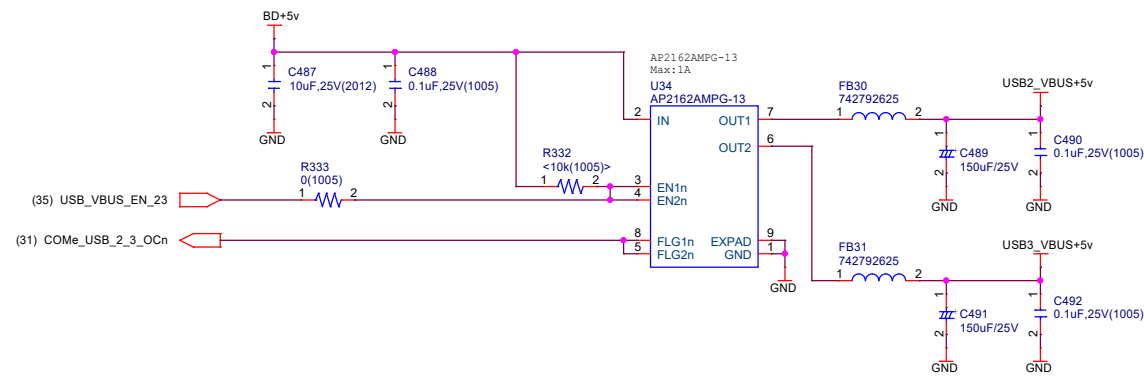 BD+5v
1
C487
10uF,25V(2012)
2
GND
1
C488
0.1uF,25V(1005)
2
GND
AP2162AMPG-13
Max:1A
U34
AP2162AMPG-13
2 IN
OUT1 7
OUT2 6
3 EN1n
4 EN2n
8 FLG1n
5 FLG2n
EXPAD 9
GND 1
GND
R332
<10k(1005)>
1 2
R333
0(1005)
1 2
(35) USB_VBUS_EN_23
(31) COMe_USB_2_3_OCn
FB30
742792625
1 2
USB2_VBUS+5v
1
+
C489
150uF/25V
2
GND
1
C490
0.1uF,25V(1005)
2
GND
FB31
742792625
1 2
USB3_VBUS+5v
1
+
C491
150uF/25V
2
GND
1
C492
0.1uF,25V(1005)
2
GND